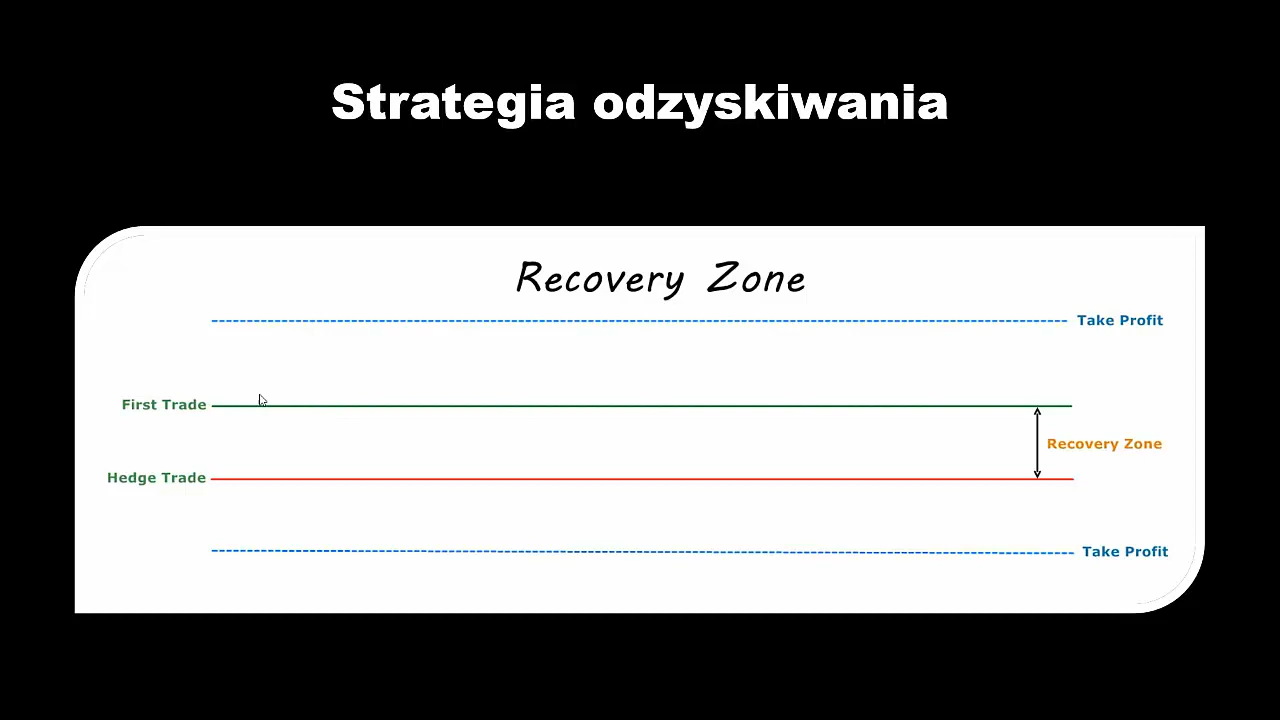 Strategia odzyskiwania
Recovery Zone
Take Profit
First Trade
Recovery Zone
Hedge Trade
Take Profit